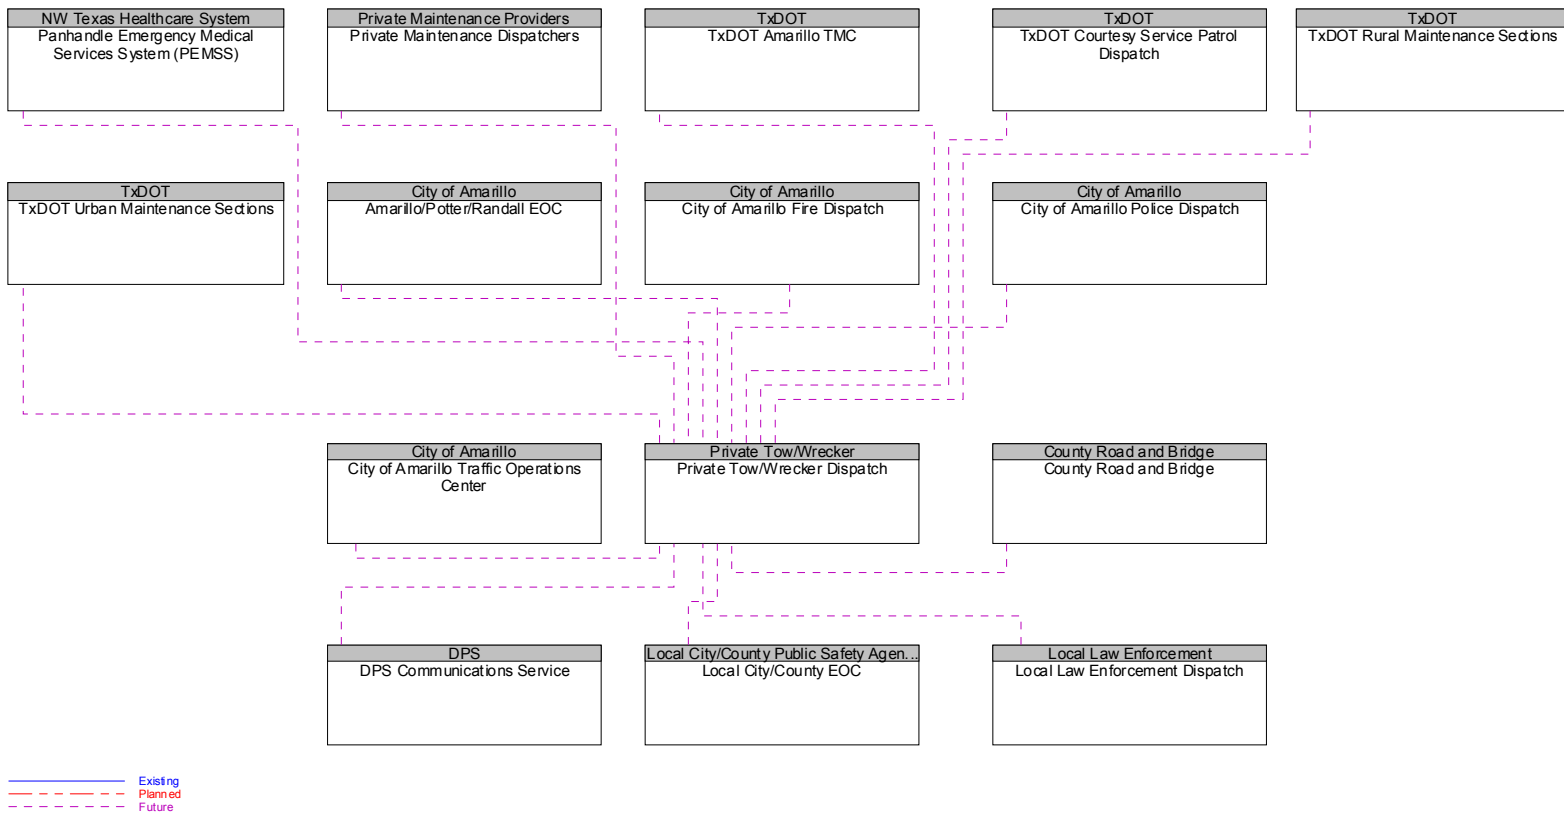 NW Texas Healthcare System
Panhandle Emergency Medical
Services System (PEMSS)
Private Maintenance Providers
Private Maintenance Dispatchers
TxDOT
TxDOT Amarillo TMC
TxDOT
TxDOT Courtesy Service Patrol
Dispatch
TxDOT
TxDOT Rural Maintenance Sections
TxDOT
TxDOT Urban Maintenance Sections
City of Amarillo
Amarillo/Potter/Randall EOC
City of Amarillo
City of Amarillo Fire Dispatch
City of Amarillo
City of Amarillo Police Dispatch
City of Amarillo
City of Amarillo Traffic Operations
Center
Private Tow/Wrecker
Private Tow/Wrecker Dispatch
County Road and Bridge
County Road and Bridge
DPS
DPS Communications Service
Local City/County Public Safety Agen...
Local City/County EOC
Local Law Enforcement
Local Law Enforcement Dispatch
Existing
Planned
Future